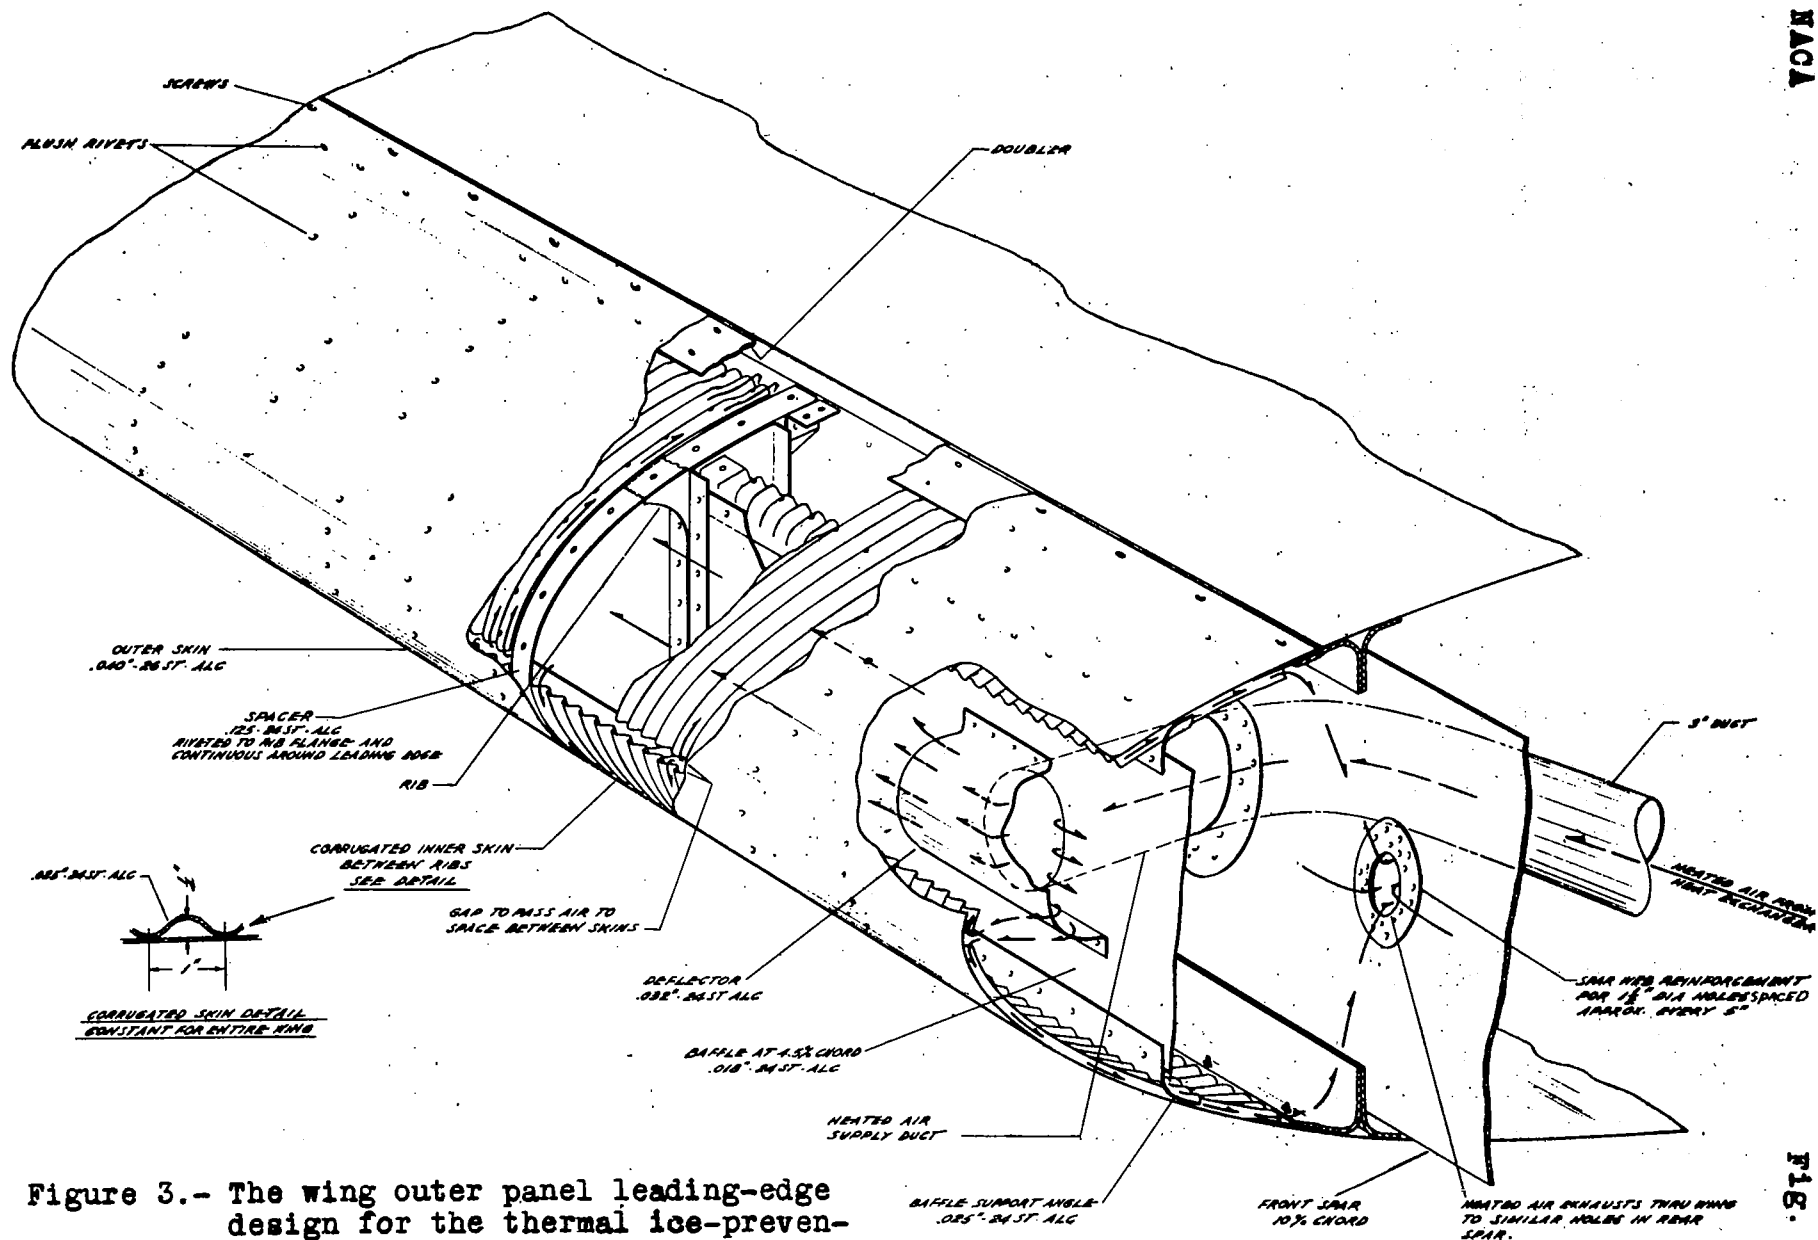 NACA
SCREWS
FLUSH RIVETS
DOUBLER
OUTER SKIN
.040"-24 ST. ALC
SPACER
.125-24 ST. ALC
RIVETED TO RIB FLANGE AND
CONTINUOUS AROUND LEADING EDGE
RIB
3" DUCT
HEATED AIR FROM
HEAT EXCHANGER
CORRUGATED INNER SKIN
BETWEEN RIBS
SEE DETAIL
24 ST. ALC
1"
CORRUGATED SKIN DETAIL
CONSTANT FOR ENTIRE WING
GAP TO PASS AIR TO
SPACE BETWEEN SKINS
DEFLECTOR
.032"-24 ST ALC
SPAR WEB REINFORCEMENT
FOR 1½" DIA HOLES SPACED
APPROX. EVERY 5"
BAFFLE AT 4.5% CHORD
.018"-24 ST. ALC
HEATED AIR
SUPPLY DUCT
BAFFLE SUPPORT ANGLE
.025"-24 ST. ALC
FRONT SPAR
10% CHORD
HEATED AIR EXHAUSTS THRU WING
TO SIMILAR HOLES IN REAR
SPAR.
Fig.
Figure 3.- The wing outer panel leading-edge
design for the thermal ice-preven-